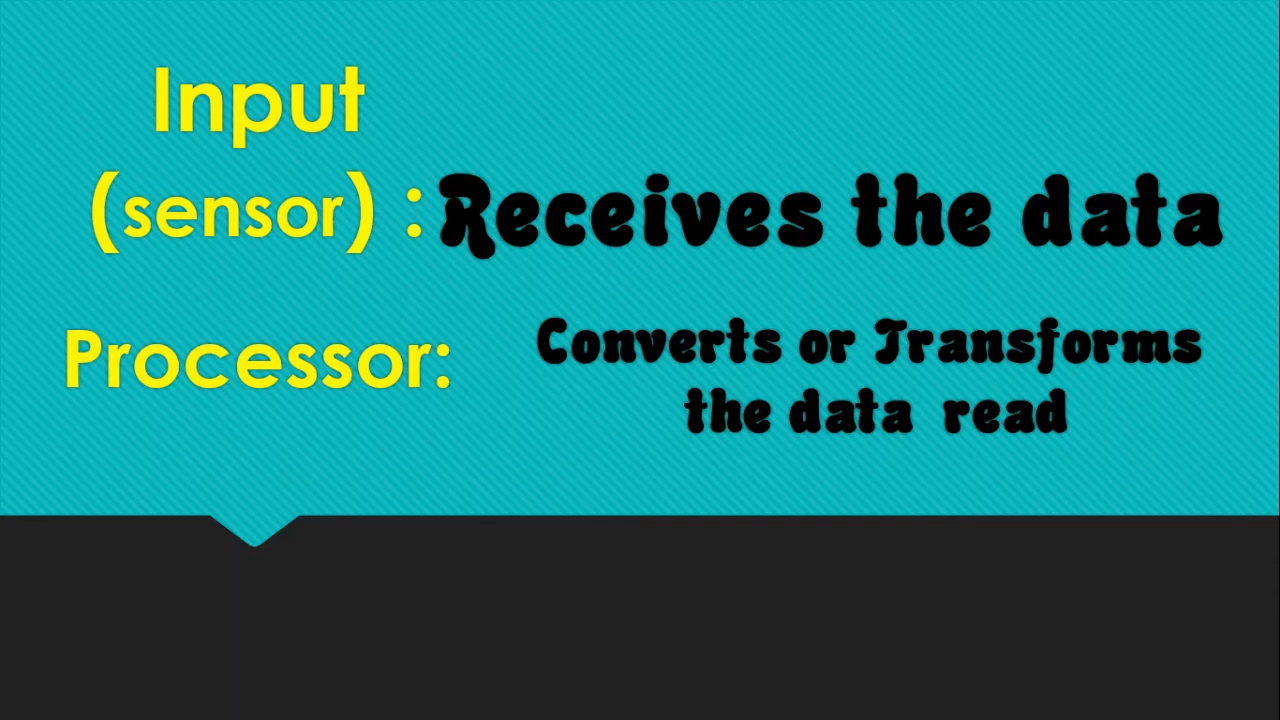 Input
(sensor) : Receives the data
Processor: Converts or Transforms
the data read